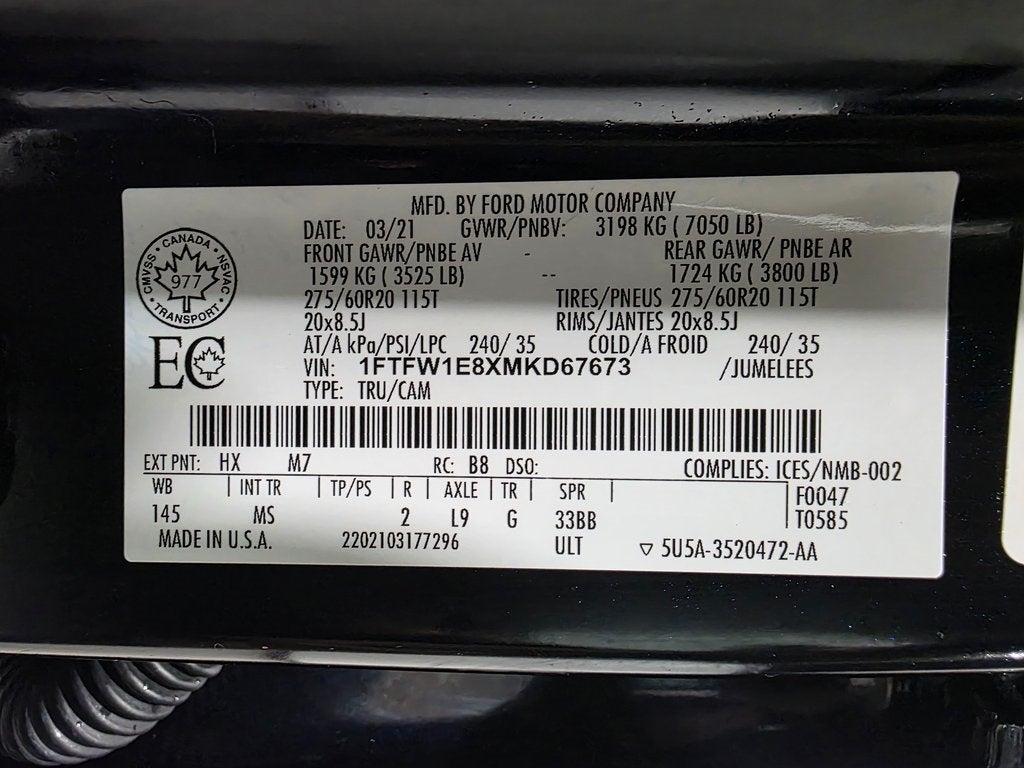 MFD. BY FORD MOTOR COMPANY
DATE: 03/21 GVWR/PNBV: 3198 KG ( 7050 LB)
FRONT GAWR/PNBE AV - REAR GAWR/ PNBE AR
1599 KG ( 3525 LB) -- 1724 KG ( 3800 LB)
275/60R20 115T TIRES/PNEUS 275/60R20 115T
20x8.5J RIMS/JANTES 20x8.5J
AT/A kPa/PSI/LPC 240/ 35 COLD/A FROID 240/ 35
VIN: 1FTFW1E8XMKD67673 /JUMELEES
TYPE: TRU/CAM
CANADA
CMVSS 977 NSVAC
TRANSPORT
EC
EXT PNT: HX M7 RC: B8 DSO: COMPLIES: ICES/NMB-002
WB | INT TR | TP/PS | R | AXLE | TR | SPR | F0047
145 MS 2 L9 G 33BB T0585
MADE IN U.S.A. 2202103177296 ULT ▽ 5U5A-3520472-AA